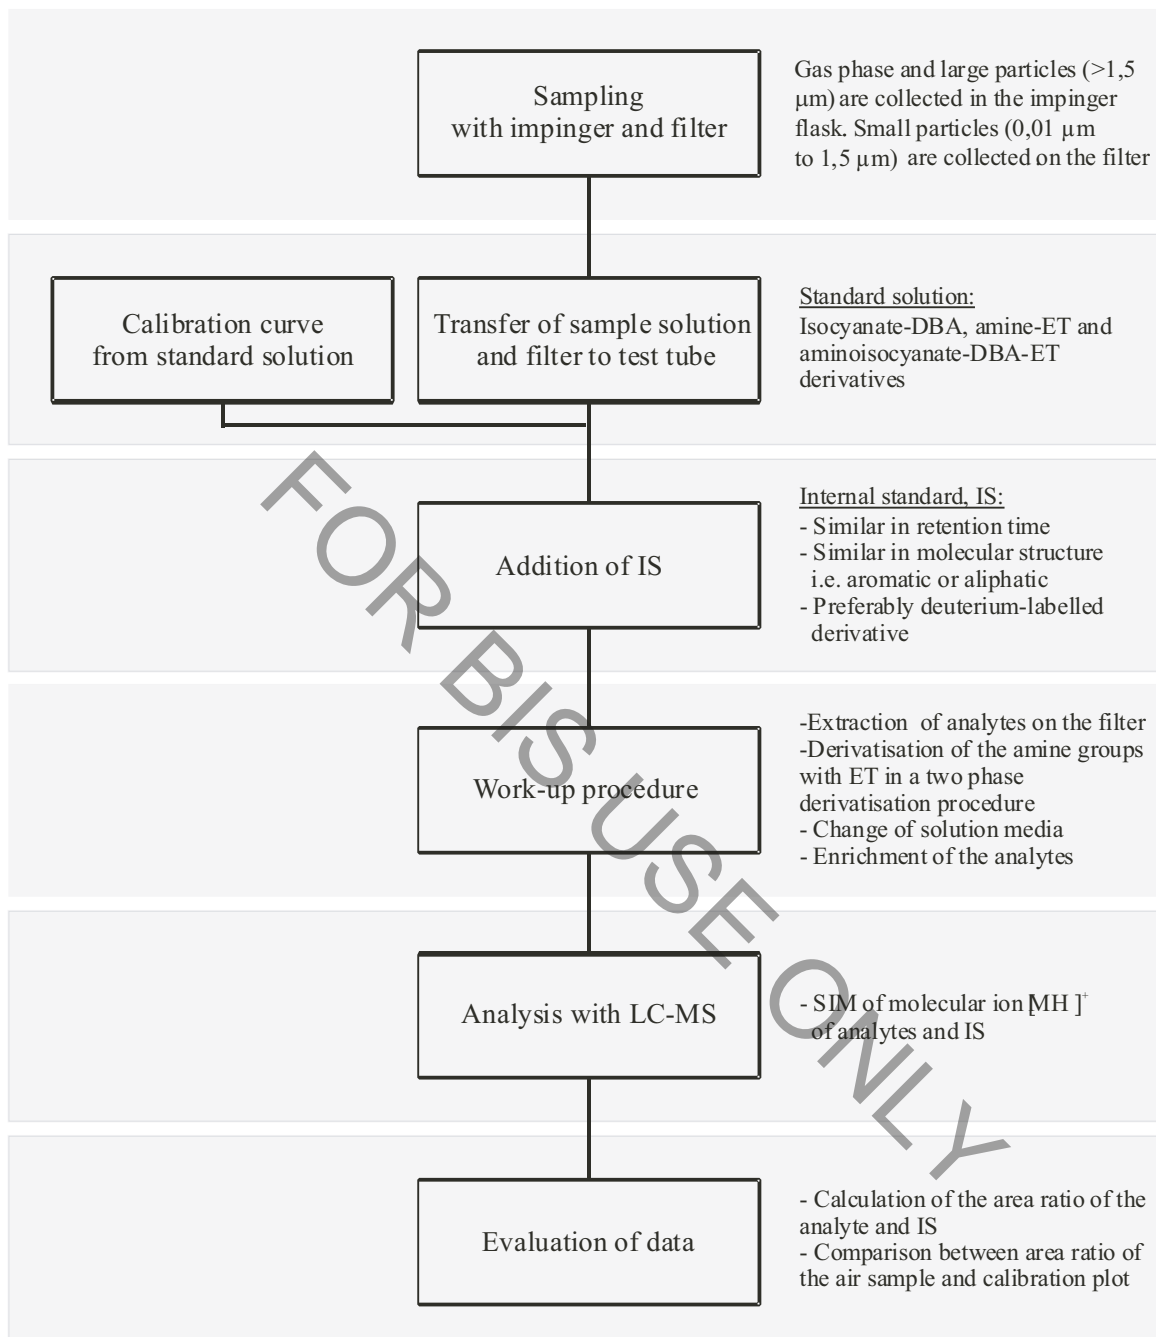 Sampling
with impinger and filter
Gas phase and large particles (>1,5
µm) are collected in the impinger
flask. Small particles (0,01 µm
to 1,5 µm) are collected on the filter
Calibration curve
from standard solution
Transfer of sample solution
and filter to test tube
Standard solution:
Isocyanate-DBA, amine-ET and
aminoisocyanate-DBA-ET
derivatives
Addition of IS
Internal standard, IS:
- Similar in retention time
- Similar in molecular structure
i.e. aromatic or aliphatic
- Preferably deuterium-labelled
derivative
Work-up procedure
-Extraction of analytes on the filter
-Derivatisation of the amine groups
with ET in a two phase
derivatisation procedure
- Change of solution media
- Enrichment of the analytes
Analysis with LC-MS
- SIM of molecular ion [MH ]⁺
of analytes and IS
Evaluation of data
- Calculation of the area ratio of the
analyte and IS
- Comparison between area ratio of
the air sample and calibration plot
FOR BIS USE ONLY